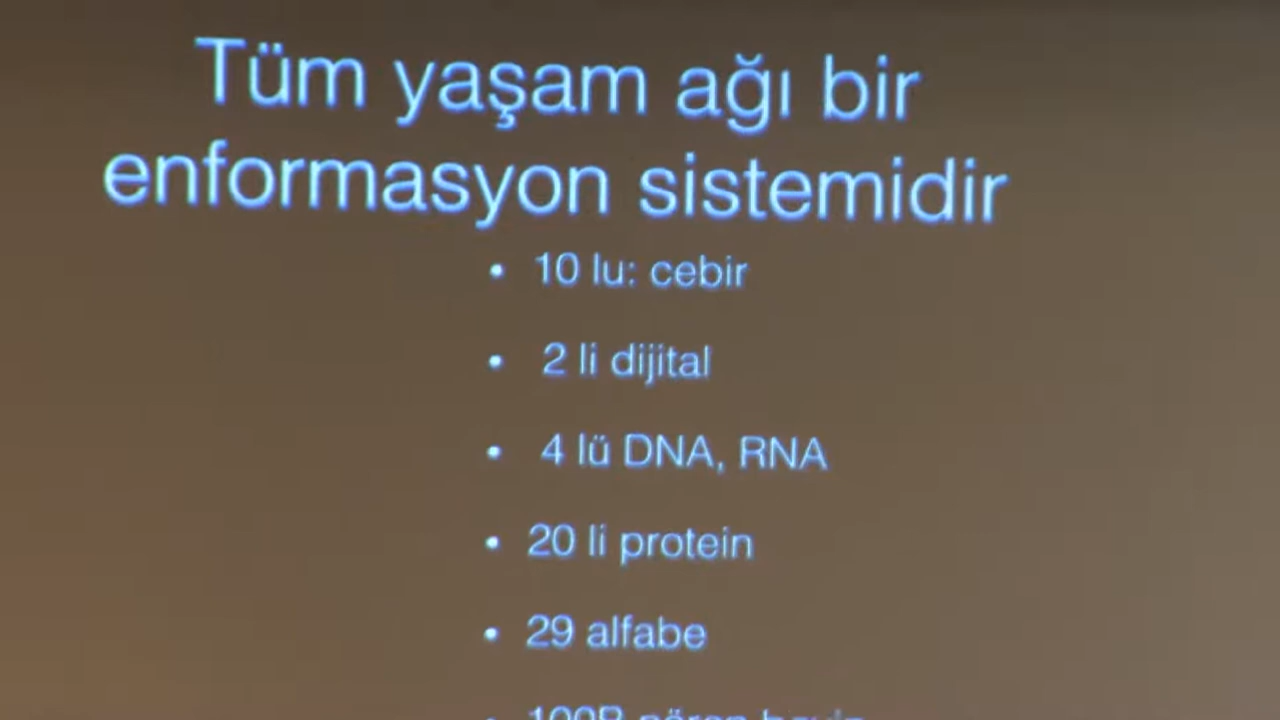 Tüm yaşam ağı bir
enformasyon sistemidir
• 10 lu: cebir
• 2 li dijital
• 4 lü DNA, RNA
• 20 li protein
• 29 alfabe